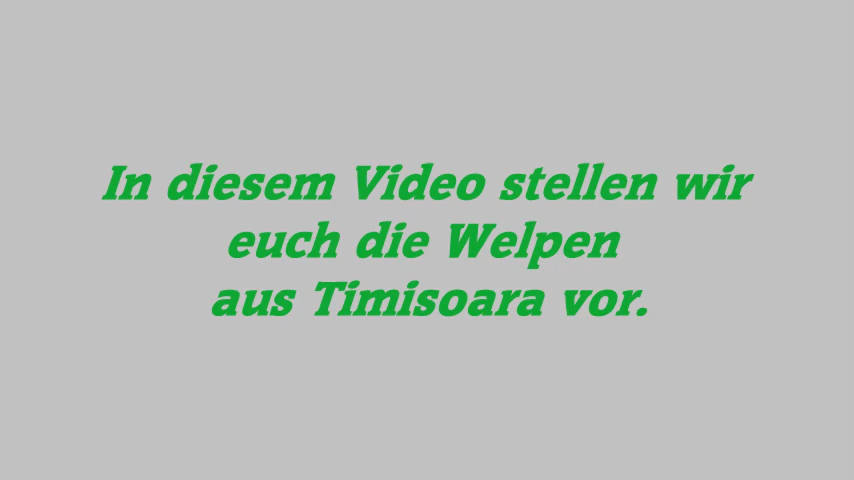 In diesem Video stellen wir
euch die Welpen
aus Timisoara vor.